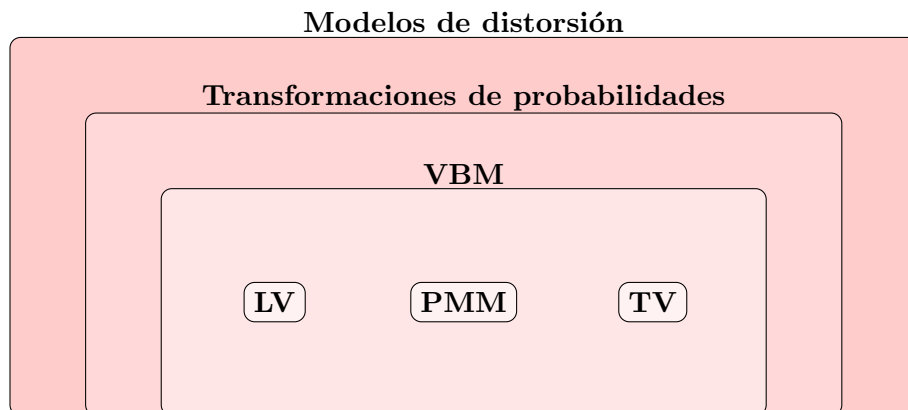 Modelos de distorsión
Transformaciones de probabilidades
VBM
LV PMM TV